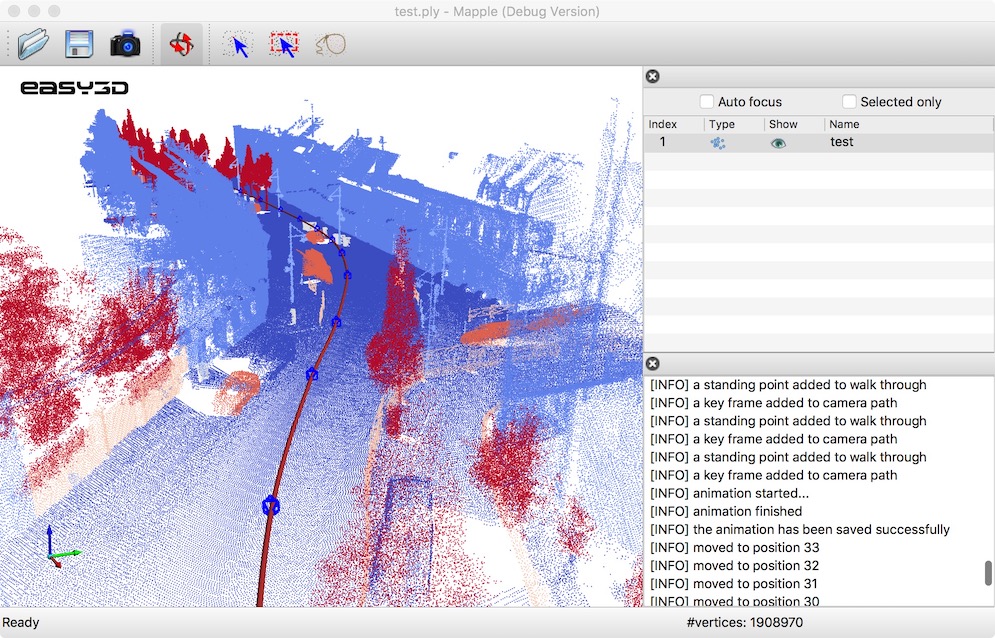 test.ply - Mapple (Debug Version)
easy3D
Auto focus
Selected only
Index Type Show Name
1 test
[INFO] a standing point added to walk through
[INFO] a key frame added to camera path
[INFO] a standing point added to walk through
[INFO] a key frame added to camera path
[INFO] a standing point added to walk through
[INFO] a key frame added to camera path
[INFO] animation started...
[INFO] animation finished
[INFO] the animation has been saved successfully
[INFO] moved to position 33
[INFO] moved to position 32
[INFO] moved to position 31
[INFO] moved to position 30
Ready
#vertices: 1908970